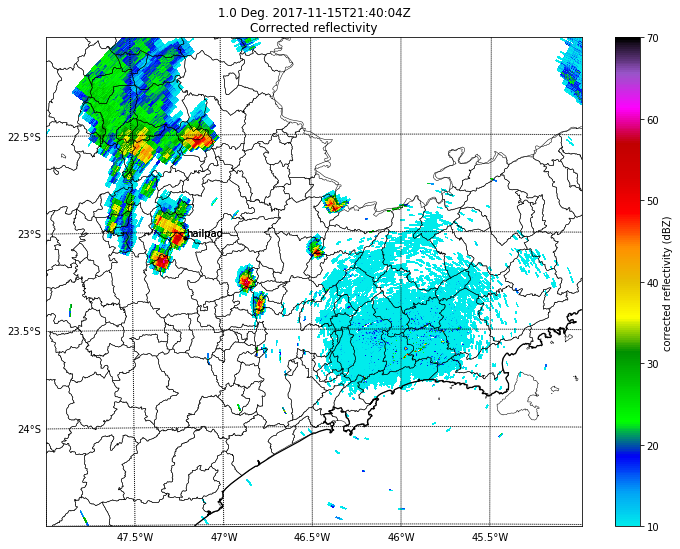 1.0 Deg. 2017-11-15T21:40:04Z
Corrected reflectivity
22.5°S
23°S
23.5°S
24°S
hailpad
47.5°W
47°W
46.5°W
46°W
45.5°W
70
60
50
40
30
20
10
corrected reflectivity (dBZ)